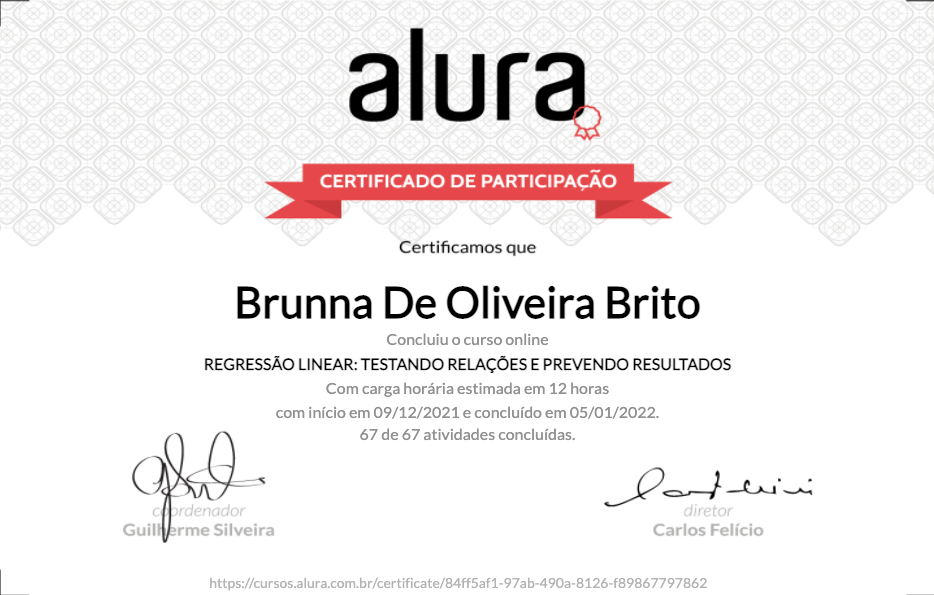 alura
CERTIFICADO DE PARTICIPAÇÃO
Certificamos que
Brunna De Oliveira Brito
Concluiu o curso online
REGRESSÃO LINEAR: TESTANDO RELAÇÕES E PREVENDO RESULTADOS
Com carga horária estimada em 12 horas
com início em 09/12/2021 e concluído em 05/01/2022.
67 de 67 atividades concluídas.
coordenador
Guilherme Silveira
diretor
Carlos Felício
https://cursos.alura.com.br/certificate/84ff5af1-97ab-490a-8126-f89867797862